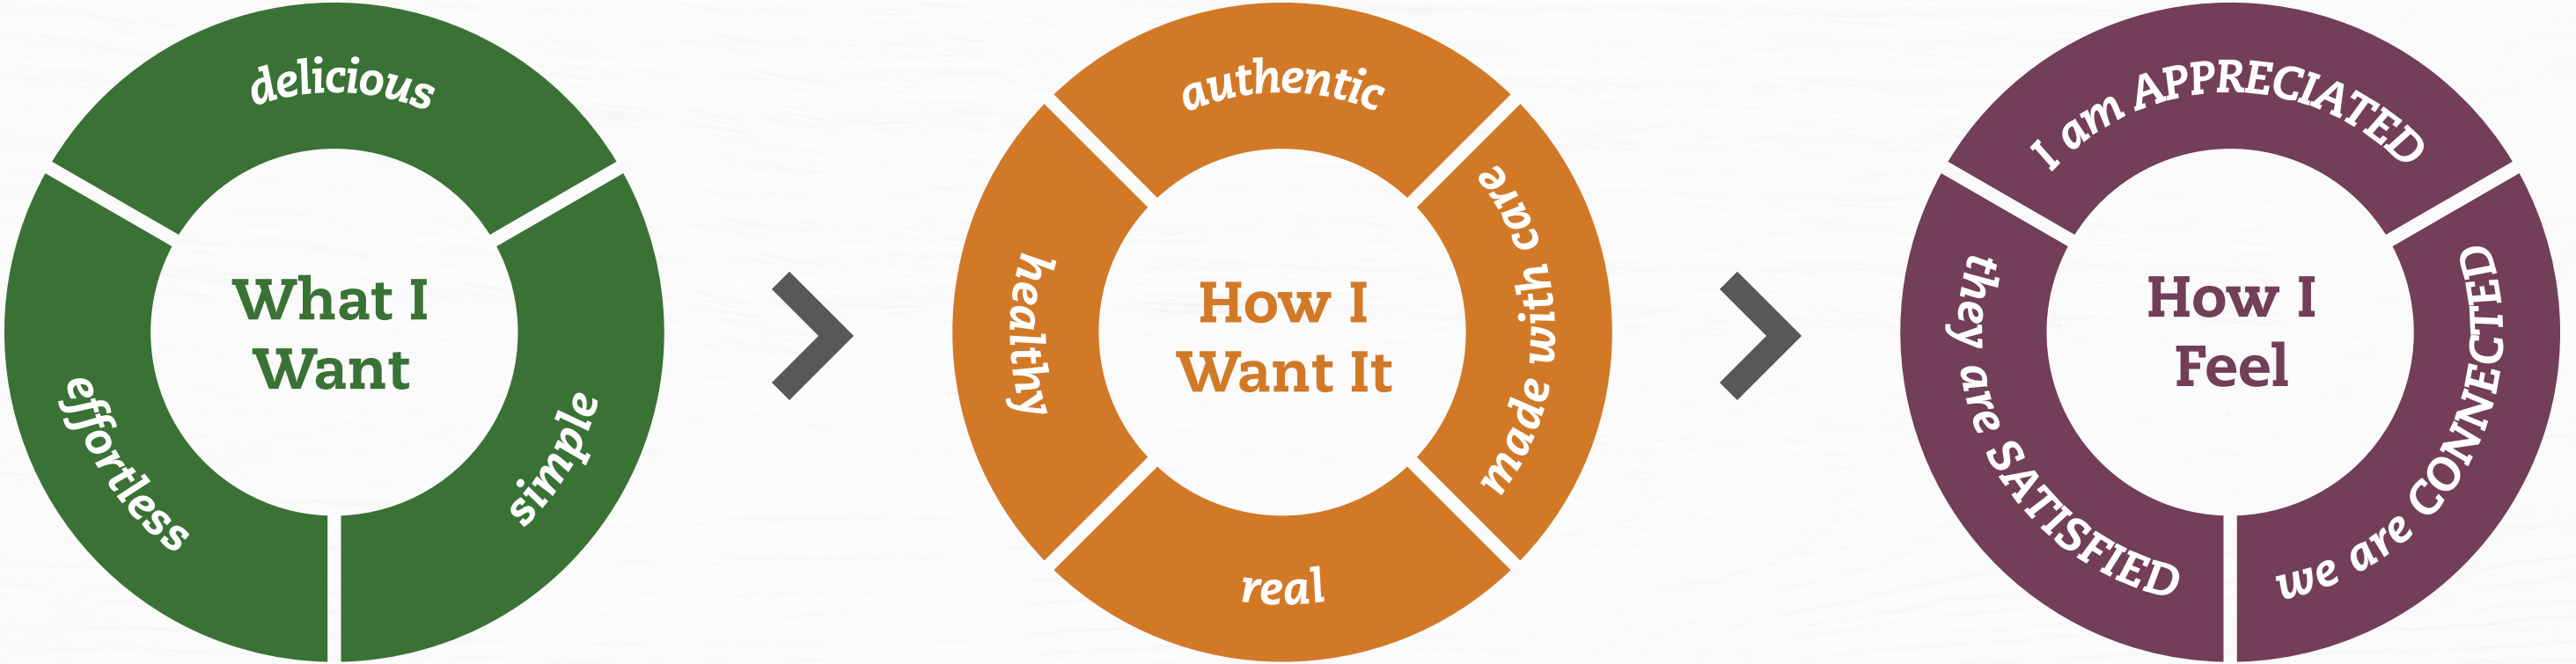 delicious
simple
effortless
What I
Want
authentic
made with care
real
healthy
How I
Want It
I am APPRECIATED
we are CONNECTED
they are SATISFIED
How I
Feel